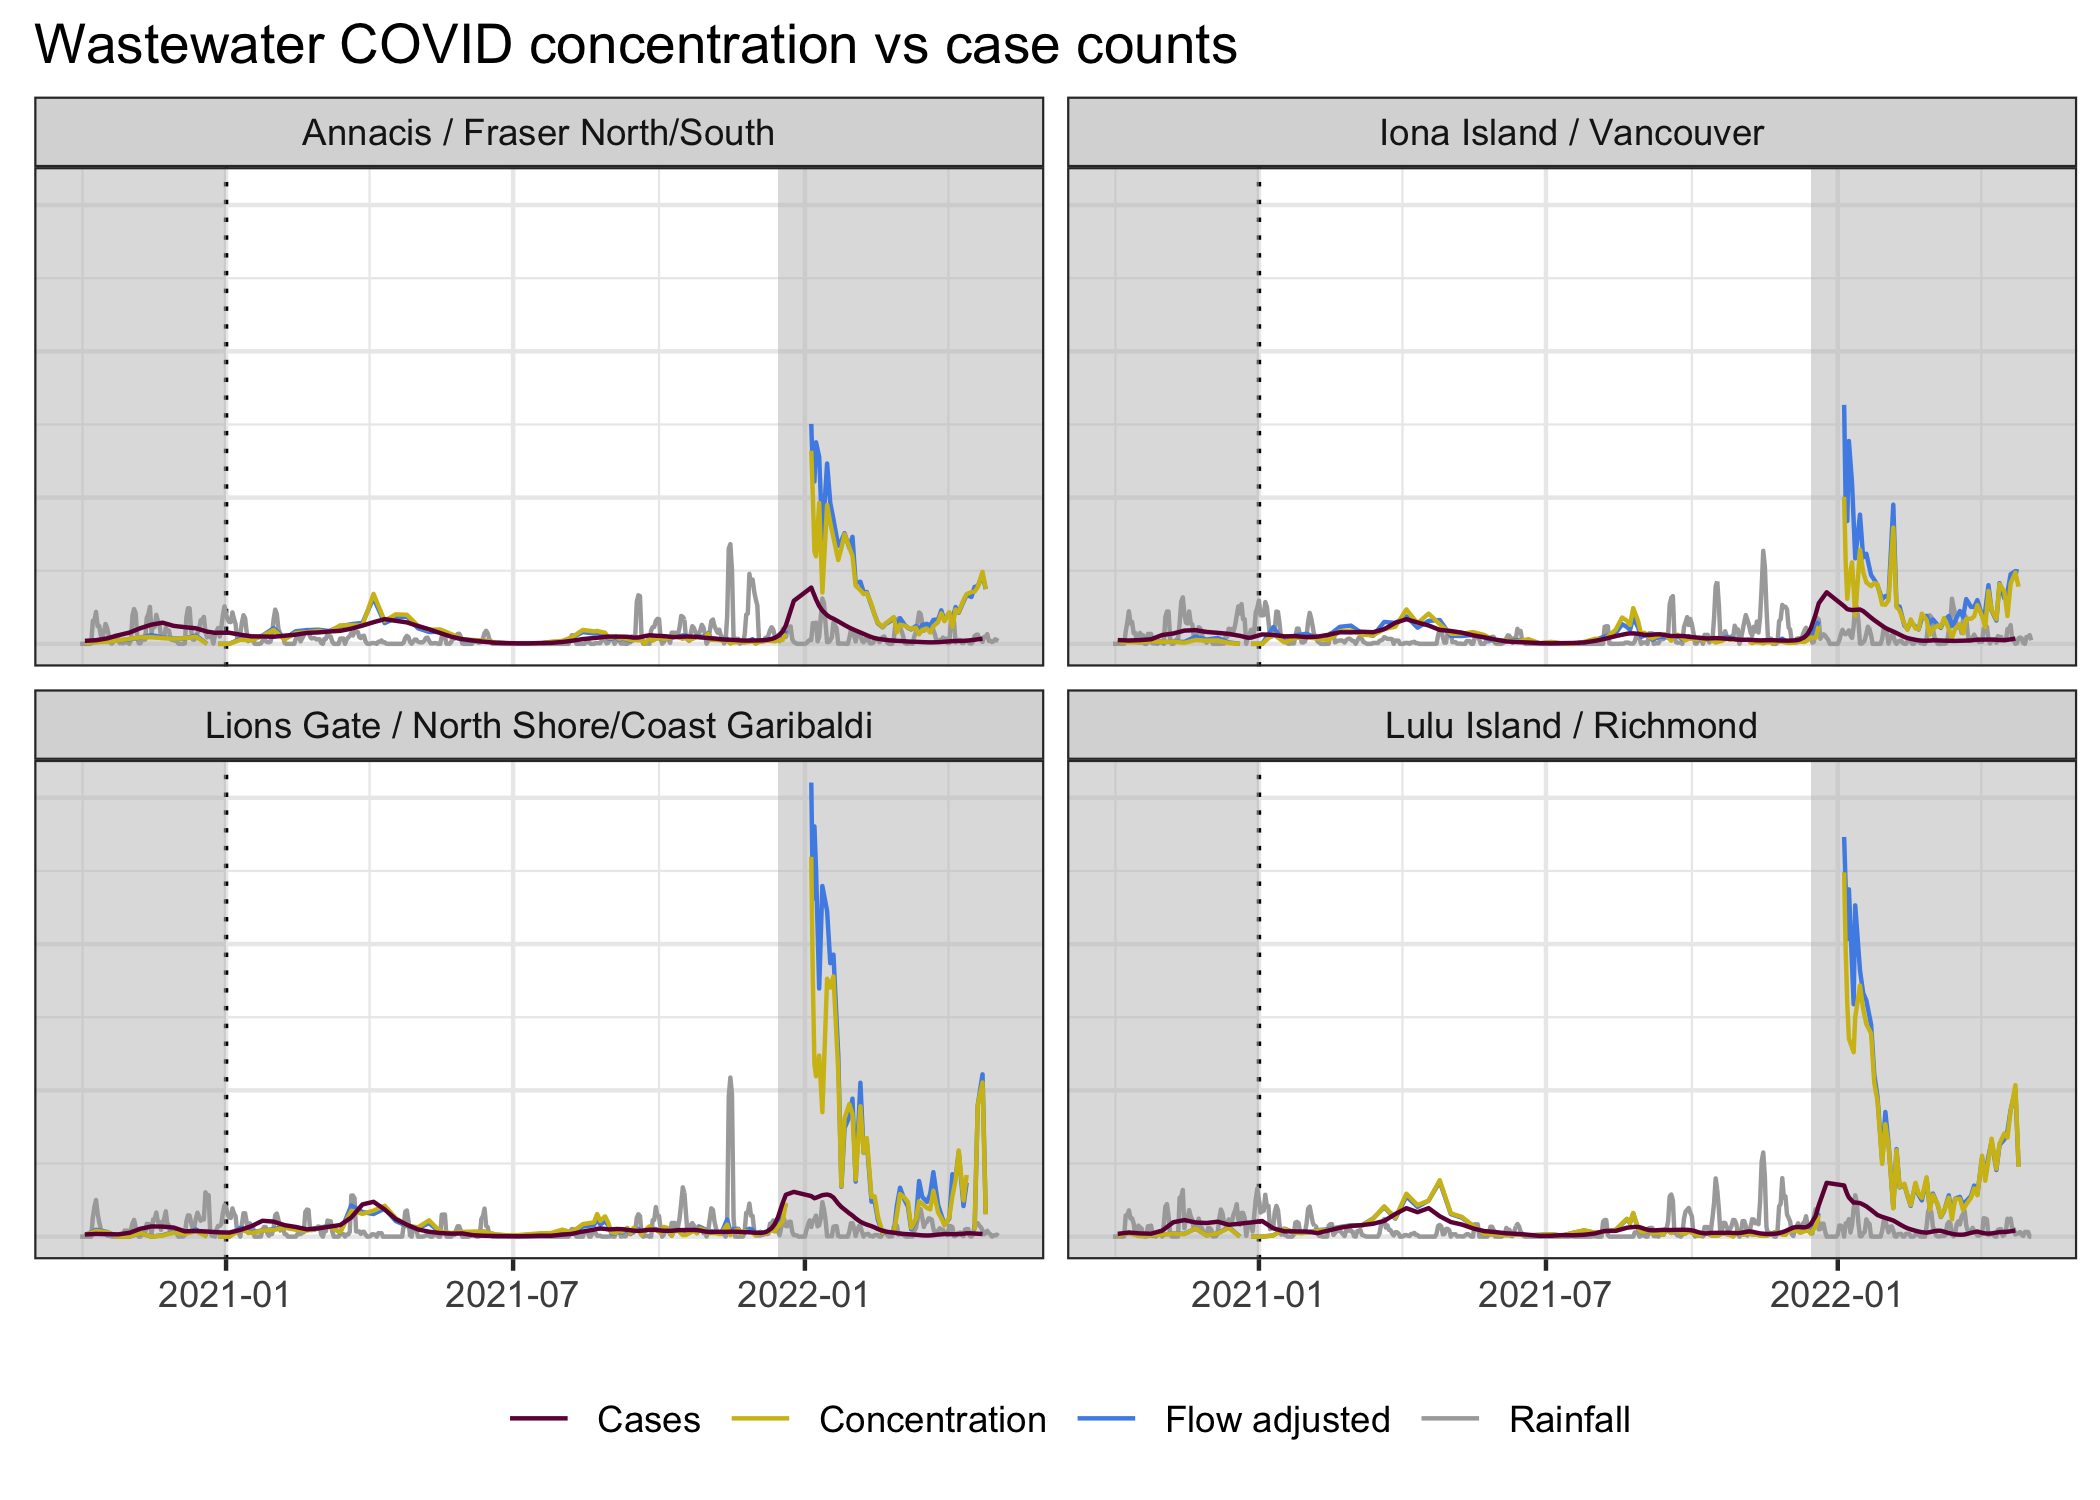 Wastewater COVID concentration vs case counts
Annacis / Fraser North/South
Iona Island / Vancouver
Lions Gate / North Shore/Coast Garibaldi
Lulu Island / Richmond
2021-01 2021-07 2022-01 2021-01 2021-07 2022-01
Cases Concentration Flow adjusted Rainfall